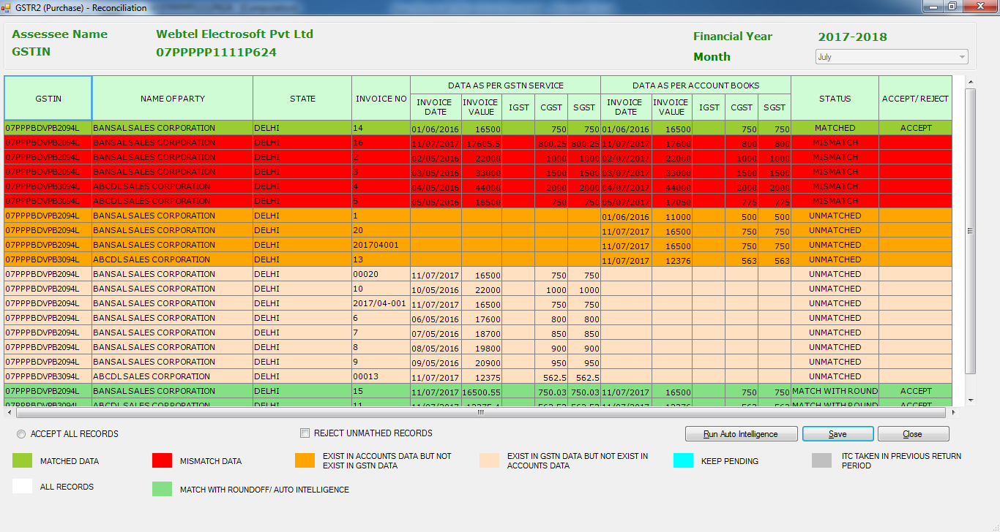 GSTR2 (Purchase) - Reconciliation
Assessee Name Webtel Electrosoft Pvt Ltd Financial Year 2017-2018
GSTIN 07PPPPP1111P624 Month July
DATA AS PER GSTN SERVICE DATA AS PER ACCOUNT BOOKS
GSTIN NAME OF PARTY STATE INVOICE NO INVOICE DATE INVOICE VALUE IGST CGST SGST INVOICE DATE INVOICE VALUE IGST CGST SGST STATUS ACCEPT/ REJECT
07PPPBDVPB2094L BANSAL SALES CORPORATION DELHI 14 01/06/2016 16500 750 750 01/06/2016 16500 750 750 MATCHED ACCEPT
07PPPBDVPB2094L BANSAL SALES CORPORATION DELHI 16 11/07/2017 17605.5 800.25 800.25 11/07/2017 17600 800 800 MISMATCH
07PPPBDVPB2094L BANSAL SALES CORPORATION DELHI 2 02/05/2016 22000 1000 1000 02/07/2017 22000 1000 1000 MISMATCH
07PPPBDVPB2094L BANSAL SALES CORPORATION DELHI 3 03/05/2016 33000 1500 1500 03/07/2017 33000 1500 1500 MISMATCH
07PPPBDVPB3094L ABCDL SALES CORPORATION DELHI 4 04/05/2016 44000 2000 2000 04/07/2017 44000 2000 2000 MISMATCH
07PPPBDVPB3094L ABCDL SALES CORPORATION DELHI 5 05/05/2016 16500 750 750 05/07/2017 17050 775 775 MISMATCH
07PPPBDVPB2094L BANSAL SALES CORPORATION DELHI 1 01/06/2016 11000 500 500 UNMATCHED
07PPPBDVPB2094L BANSAL SALES CORPORATION DELHI 20 11/07/2017 16500 750 750 UNMATCHED
07PPPBDVPB2094L BANSAL SALES CORPORATION DELHI 201704001 11/07/2017 16500 750 750 UNMATCHED
07PPPBDVPB3094L ABCDL SALES CORPORATION DELHI 13 11/07/2017 12376 563 563 UNMATCHED
07PPPBDVPB2094L BANSAL SALES CORPORATION DELHI 00020 11/07/2017 16500 750 750 UNMATCHED
07PPPBDVPB2094L BANSAL SALES CORPORATION DELHI 10 10/05/2016 22000 1000 1000 UNMATCHED
07PPPBDVPB2094L BANSAL SALES CORPORATION DELHI 2017/04-001 11/07/2017 16500 750 750 UNMATCHED
07PPPBDVPB2094L BANSAL SALES CORPORATION DELHI 6 06/05/2016 17600 800 800 UNMATCHED
07PPPBDVPB2094L BANSAL SALES CORPORATION DELHI 7 07/05/2016 18700 850 850 UNMATCHED
07PPPBDVPB2094L BANSAL SALES CORPORATION DELHI 8 08/05/2016 19800 900 900 UNMATCHED
07PPPBDVPB2094L BANSAL SALES CORPORATION DELHI 9 09/05/2016 20900 950 950 UNMATCHED
07PPPBDVPB3094L ABCDL SALES CORPORATION DELHI 00013 11/07/2017 12375 562.5 562.5 UNMATCHED
07PPPBDVPB2094L BANSAL SALES CORPORATION DELHI 15 11/07/2017 16500.55 750.03 750.03 11/07/2017 16500 750 750 MATCH WITH ROUND ACCEPT
07PPPBDVPB3094L ABCDL SALES CORPORATION DELHI 11 11/07/2017 MATCH WITH ROUND ACCEPT
ACCEPT ALL RECORDS REJECT UNMATHED RECORDS Run Auto Intelligence Save Close
MATCHED DATA MISMATCH DATA EXIST IN ACCOUNTS DATA BUT NOT EXIST IN GSTN DATA EXIST IN GSTN DATA BUT NOT EXIST IN ACCOUNTS DATA KEEP PENDING ITC TAKEN IN PREVIOUS RETURN PERIOD
ALL RECORDS MATCH WITH ROUNDOFF/ AUTO INTELLIGENCE